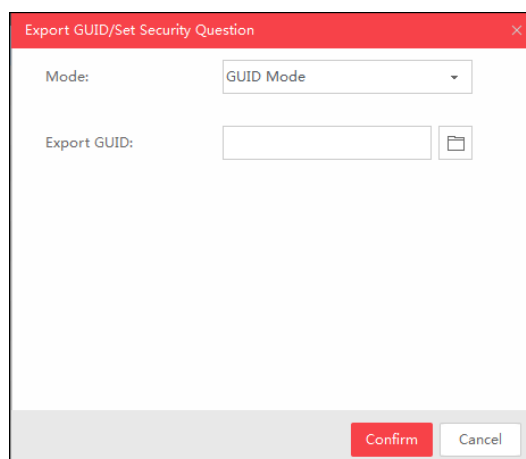 Export GUID/Set Security Question
Mode:
GUID Mode
Export GUID:
Confirm
Cancel